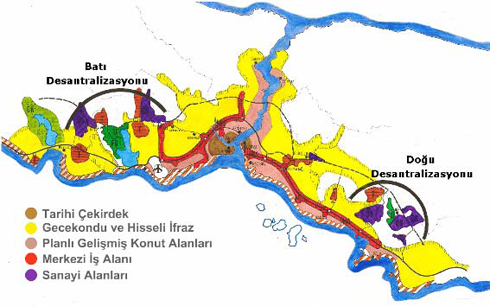 Batı
Desantralizasyonu
Doğu
Desantralizasyonu
Tarihi Çekirdek
Gecekondu ve Hisseli İfraz
Planlı Gelişmiş Konut Alanları
Merkezi İş Alanı
Sanayi Alanları